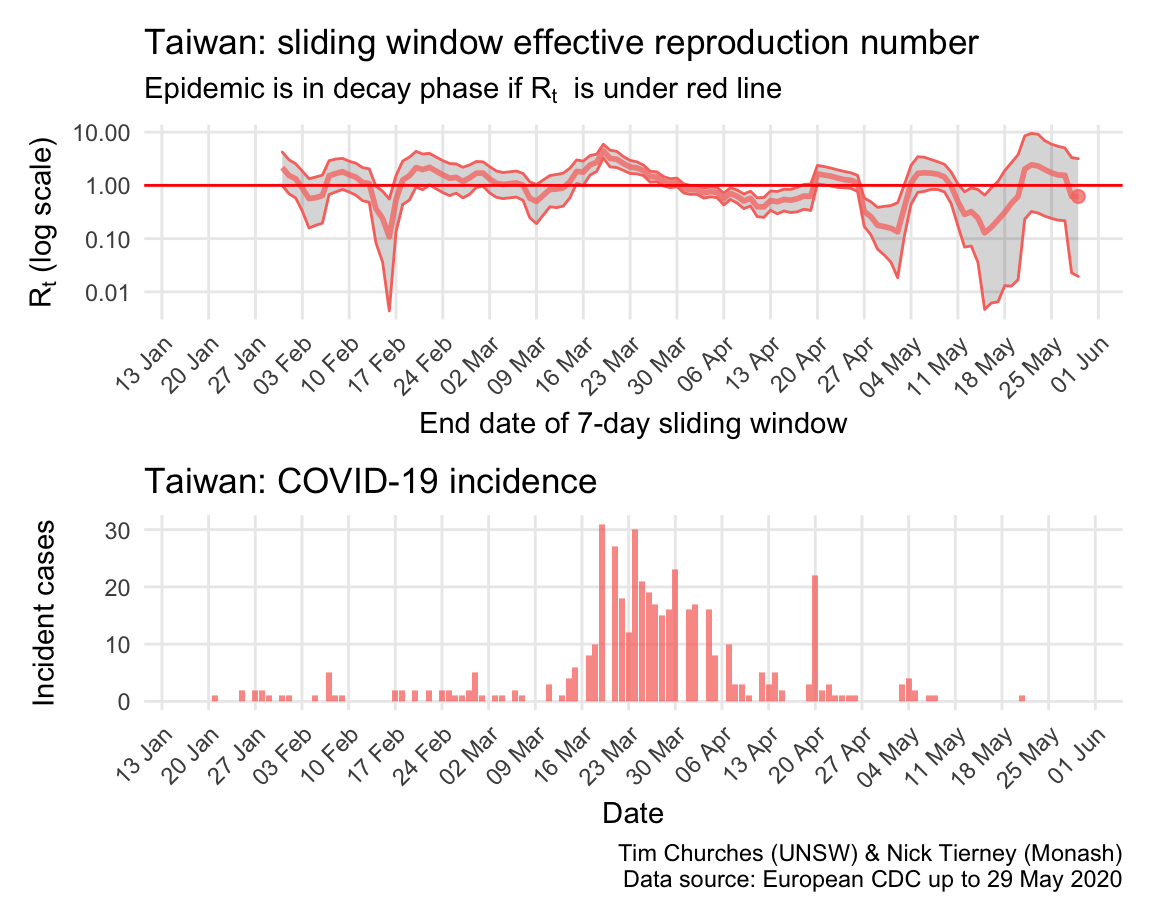 Taiwan: sliding window effective reproduction number
Epidemic is in decay phase if Rt is under red line
Rt (log scale)
10.00
1.00
0.10
0.01
13 Jan
20 Jan
27 Jan
03 Feb
10 Feb
17 Feb
24 Feb
02 Mar
09 Mar
16 Mar
23 Mar
30 Mar
06 Apr
13 Apr
20 Apr
27 Apr
04 May
11 May
18 May
25 May
01 Jun
End date of 7-day sliding window
Taiwan: COVID-19 incidence
Incident cases
30
20
10
0
13 Jan
20 Jan
27 Jan
03 Feb
10 Feb
17 Feb
24 Feb
02 Mar
09 Mar
16 Mar
23 Mar
30 Mar
06 Apr
13 Apr
20 Apr
27 Apr
04 May
11 May
18 May
25 May
01 Jun
Date
Tim Churches (UNSW) & Nick Tierney (Monash)
Data source: European CDC up to 29 May 2020